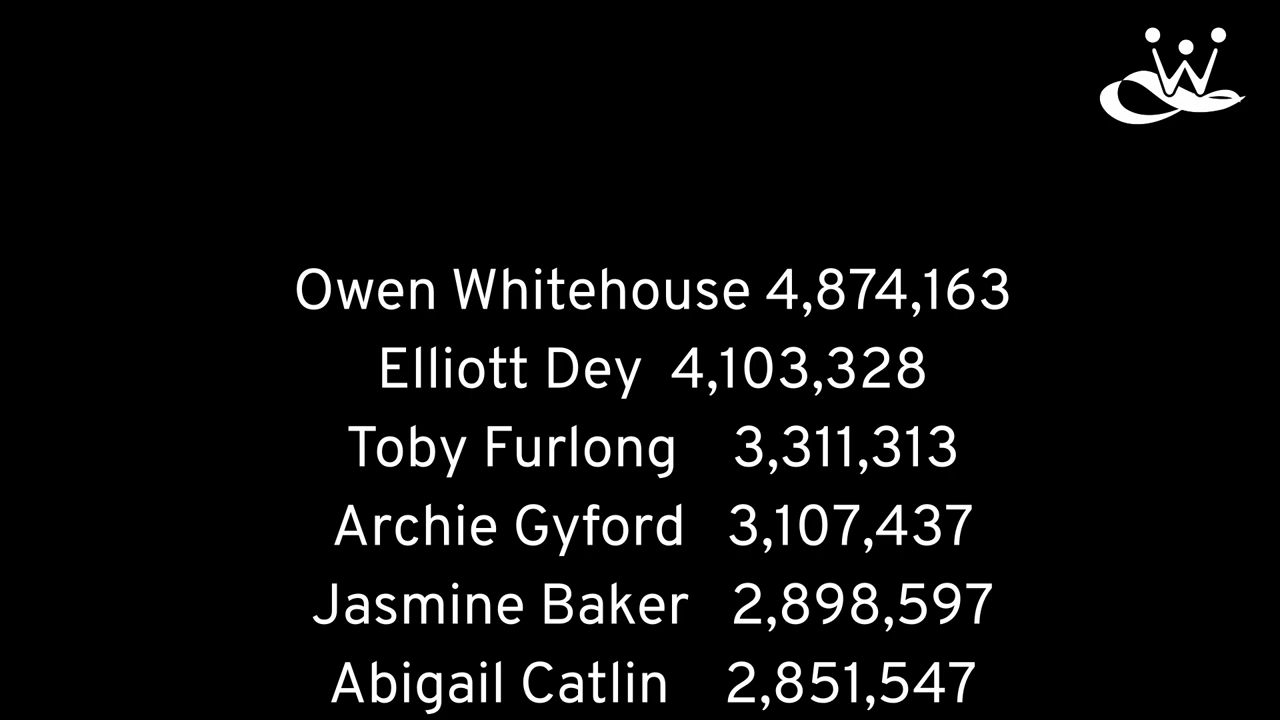 Owen Whitehouse 4,874,163
Elliott Dey 4,103,328
Toby Furlong 3,311,313
Archie Gyford 3,107,437
Jasmine Baker 2,898,597
Abigail Catlin 2,851,547